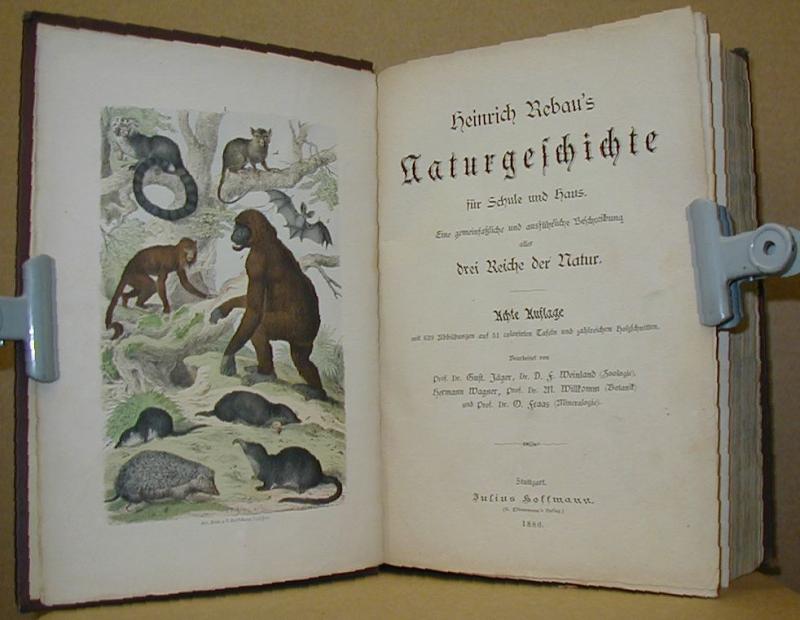 Heinrich Rebau's
Naturgeschichte
für Schule und Haus.
Eine gemeinfaßliche und ausführliche Beschreibung
aller
drei Reiche der Natur.
Achte Auflage
mit 629 Abbildungen auf 51 colorirten Tafeln und zahlreichen Holzschnitten.
Bearbeitet von
Prof. Dr. Gust. Jäger, Dr. D. F. Weinland (Zoologie),
Hermann Wagner, Prof. Dr. M. Willkomm (Botanik)
und Prof. Dr. O. Fraas (Mineralogie).
Stuttgart.
Julius Hoffmann.
Verlag)